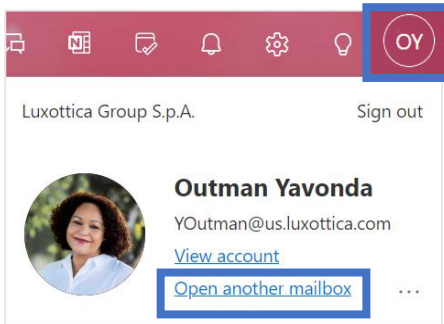 OY
Luxottica Group S.p.A. Sign out
Outman Yavonda
YOutman@us.luxottica.com
View account
Open another mailbox ...